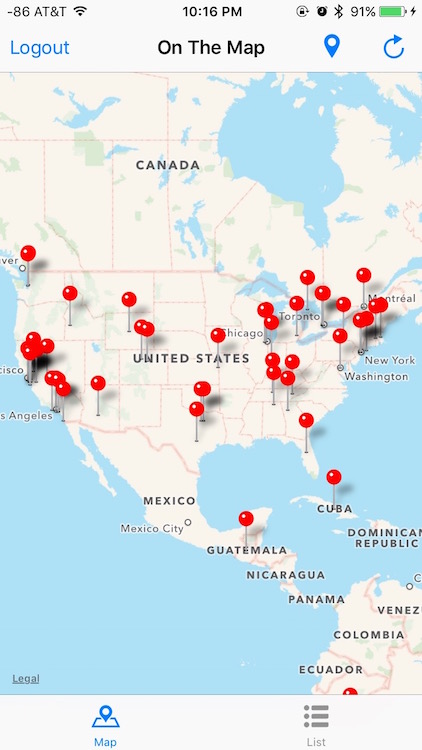 -86 AT&T 10:16 PM 91%
Logout On The Map
CANADA
ver
Montréal
Toronto
Chicago
UNITED STATES
New York
cisco
Washington
s Angeles
MEXICO
CUBA
Mexico City
DOMINICAN
REPUBLIC
GUATEMALA
NICARAGUA
C
PANAMA
VENEZ
COLOMBIA
ECUADOR
Legal
Map List